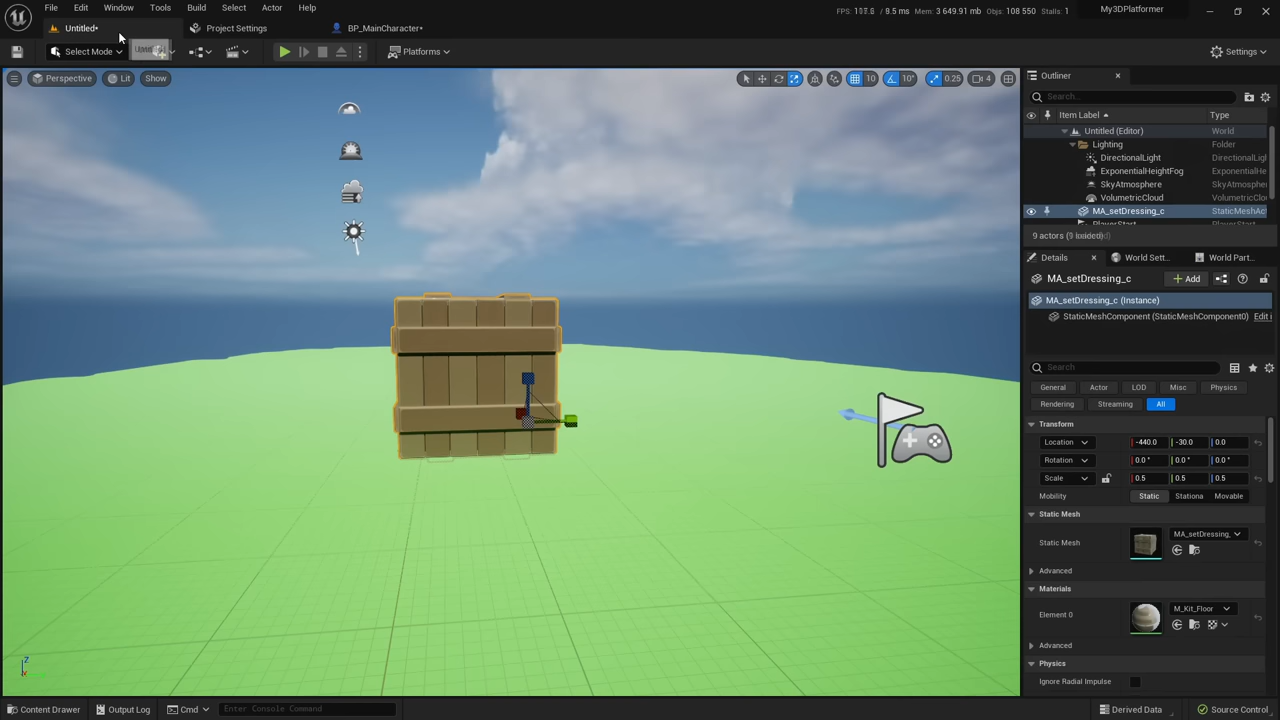 File Edit Window Tools Build Select Actor Help
FPS: 107.6 / 9.5 ms Mem: 3 649.91 mb Objs: 108 550 Stalls: 1
My3DPlatformer
Untitled* Project Settings BP_MainCharacter*
Select Mode Platforms Settings
Perspective Lit Show 10 10° 0.25 4
Outliner
Search...
Item Label Type
Untitled (Editor) World
Lighting Folder
DirectionalLight DirectionalLigh
ExponentialHeightFog ExponentialHe
SkyAtmosphere SkyAtmosphere
VolumetricCloud VolumetricClou
MA_setDressing_c StaticMeshAct
9 actors (9 loaded)
Details World Sett... World Part...
MA_setDressing_c Add
MA_setDressing_c (Instance)
StaticMeshComponent (StaticMeshComponent0) Edit i
Search
General Actor LOD Misc Physics
Rendering Streaming All
Transform
Location -440.0 -30.0 0.0
Rotation 0.0 ° 0.0 ° 0.0 °
Scale 0.5 0.5 0.5
Mobility Static Stationa Movable
Static Mesh
Static Mesh MA_setDressing_
Advanced
Materials
Element 0 M_Kit_Floor
Advanced
Physics
Ignore Radial Impulse
Z
Content Drawer Output Log Cmd Enter Console Command Derived Data Source Control